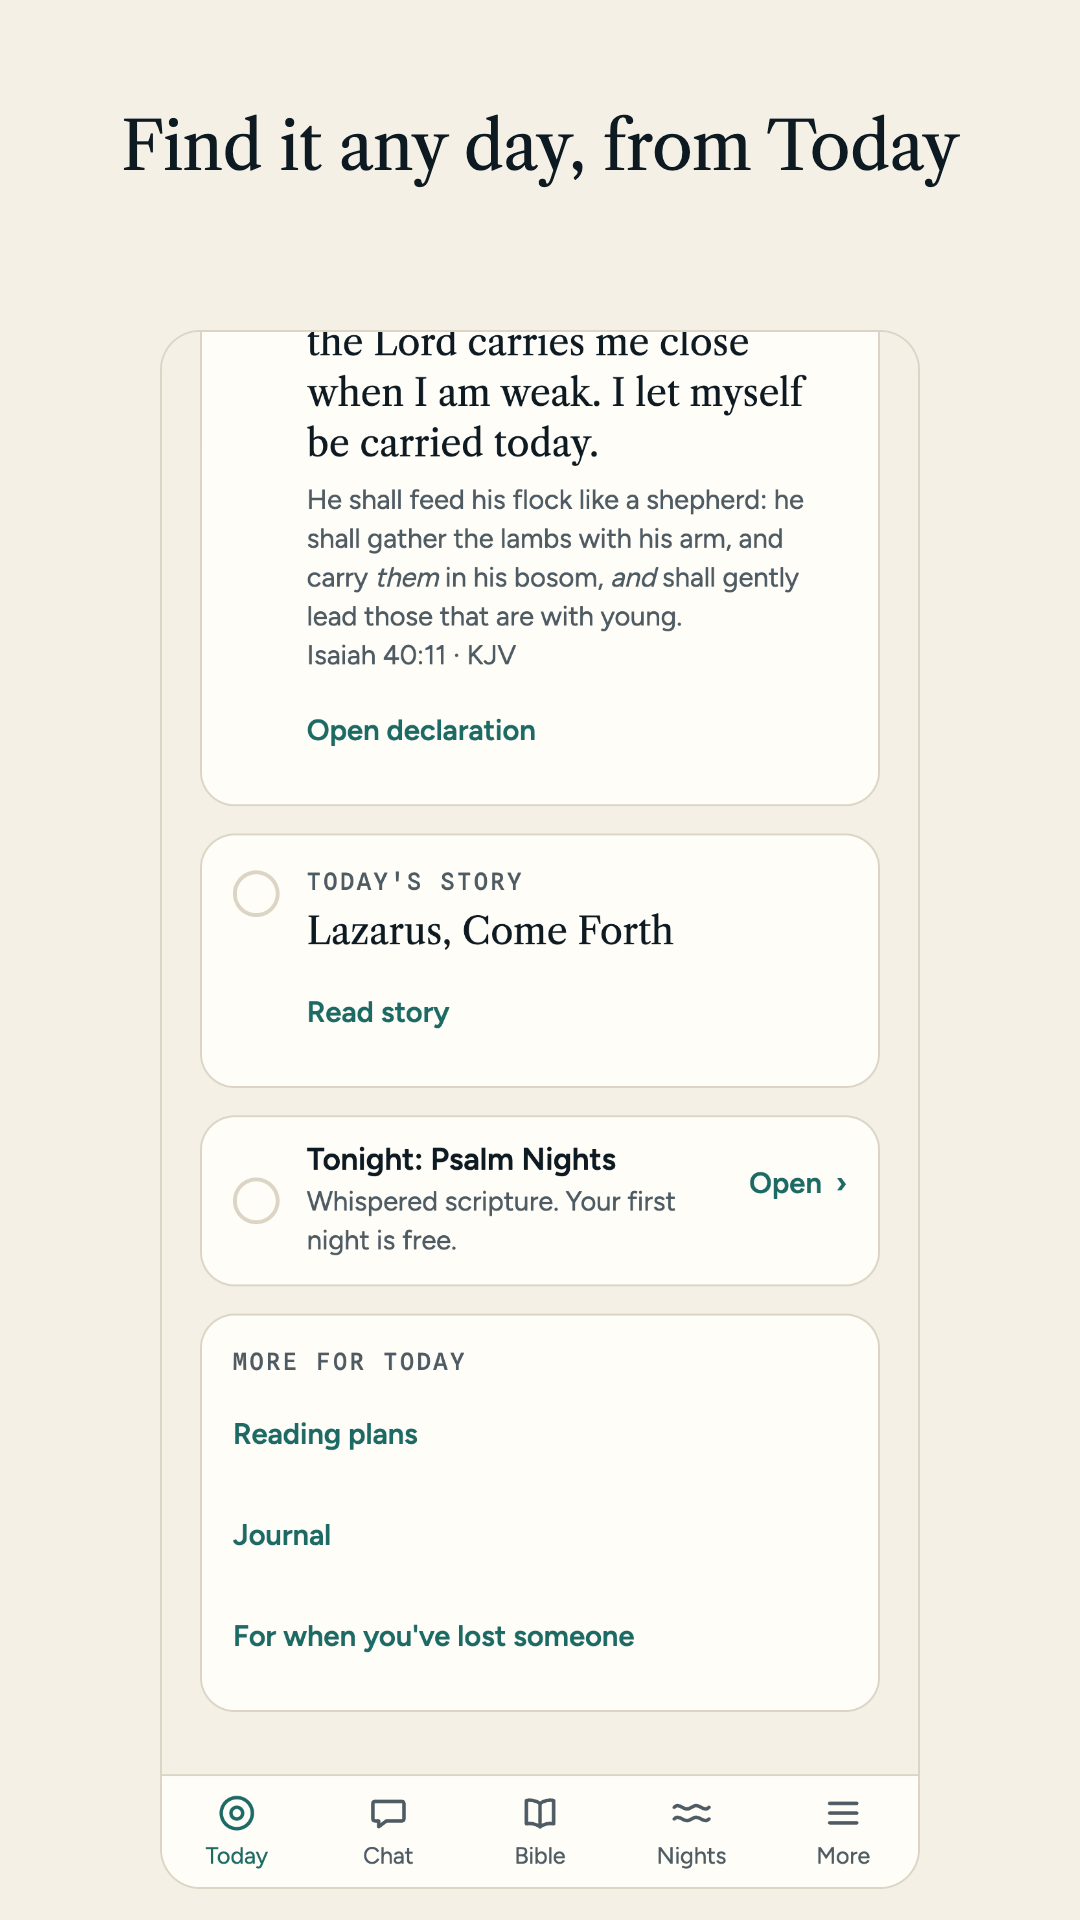 Find it any day, from Today
the Lord carries me close
when I am weak. I let myself
be carried today.
He shall feed his flock like a shepherd: he
shall gather the lambs with his arm, and
carry them in his bosom, and shall gently
lead those that are with young.
Isaiah 40:11 · KJV
Open declaration
TODAY'S STORY
Lazarus, Come Forth
Read story
Tonight: Psalm Nights
Whispered scripture. Your first
night is free.
Open ›
MORE FOR TODAY
Reading plans
Journal
For when you've lost someone
Today
Chat
Bible
Nights
More